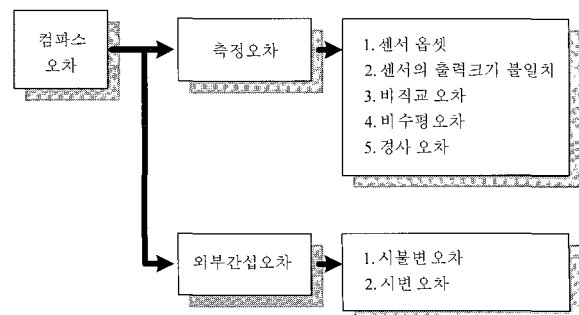 컴파스
오차
측정오차
1. 센서 옵셋
2. 센서의 출력크기 불일치
3. 비직교 오차
4. 비수평 오차
5. 경사 오차
외부간섭오차
1. 시불변 오차
2. 시변 오차